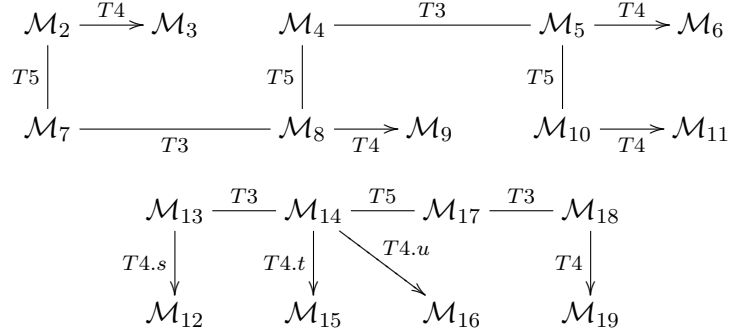 T4 T3 T4
ℳ₂ ℳ₃ ℳ₄ ℳ₅ ℳ₆
T5 T5 T5
ℳ₇ ℳ₈ ℳ₉ ℳ₁₀ ℳ₁₁
T3 T4 T4
T3 T5 T3
ℳ₁₃ ℳ₁₄ ℳ₁₇ ℳ₁₈
T4.s T4.t T4.u T4
ℳ₁₂ ℳ₁₅ ℳ₁₆ ℳ₁₉